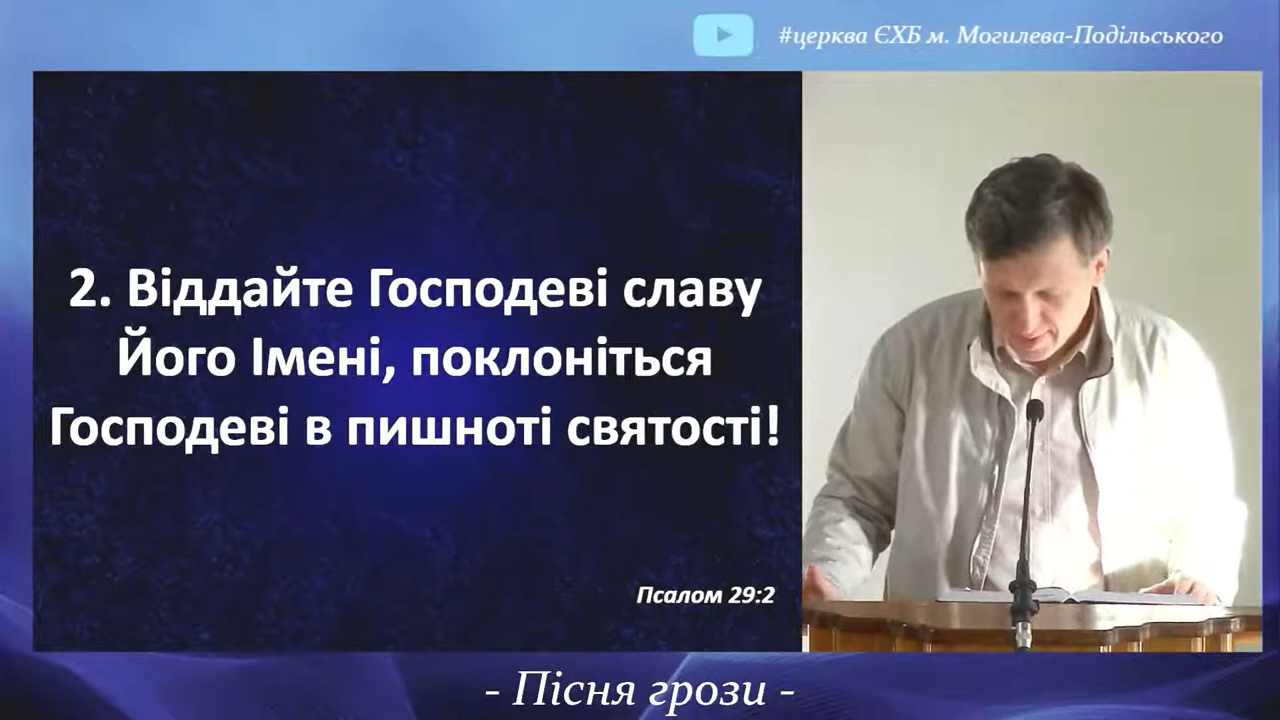 #церква ЄХБ м. Могилева-Подільського
2. Віддайте Господеві славу
Його Імені, поклоніться
Господеві в пишноті святості!
Псалом 29:2
- Пісня грози -